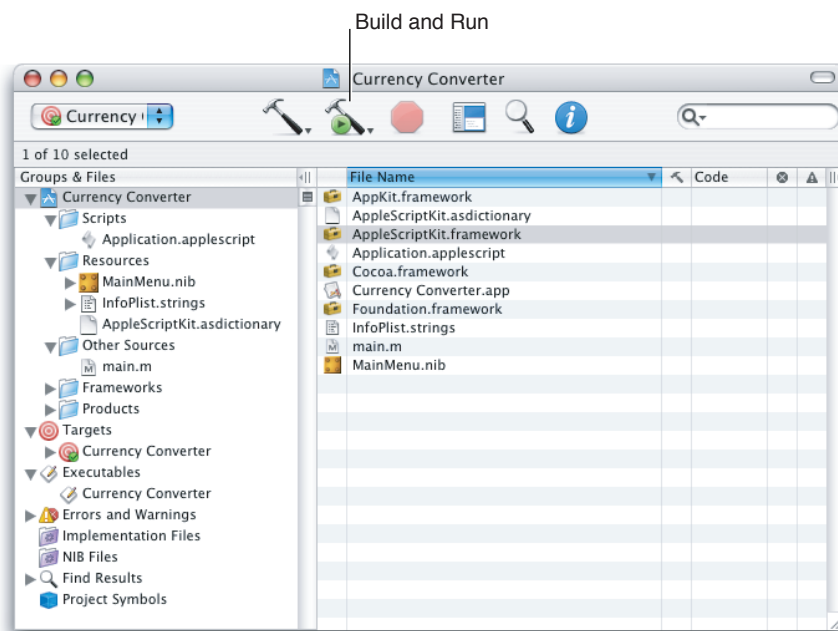 Build and Run
Currency Converter
Currency
1 of 10 selected
Groups & Files
File Name
Code
Currency Converter
Scripts
Application.applescript
Resources
MainMenu.nib
InfoPlist.strings
AppleScriptKit.asdictionary
Other Sources
main.m
Frameworks
Products
Targets
Currency Converter
Executables
Currency Converter
Errors and Warnings
Implementation Files
NIB Files
Find Results
Project Symbols
AppKit.framework
AppleScriptKit.asdictionary
AppleScriptKit.framework
Application.applescript
Cocoa.framework
Currency Converter.app
Foundation.framework
InfoPlist.strings
main.m
MainMenu.nib